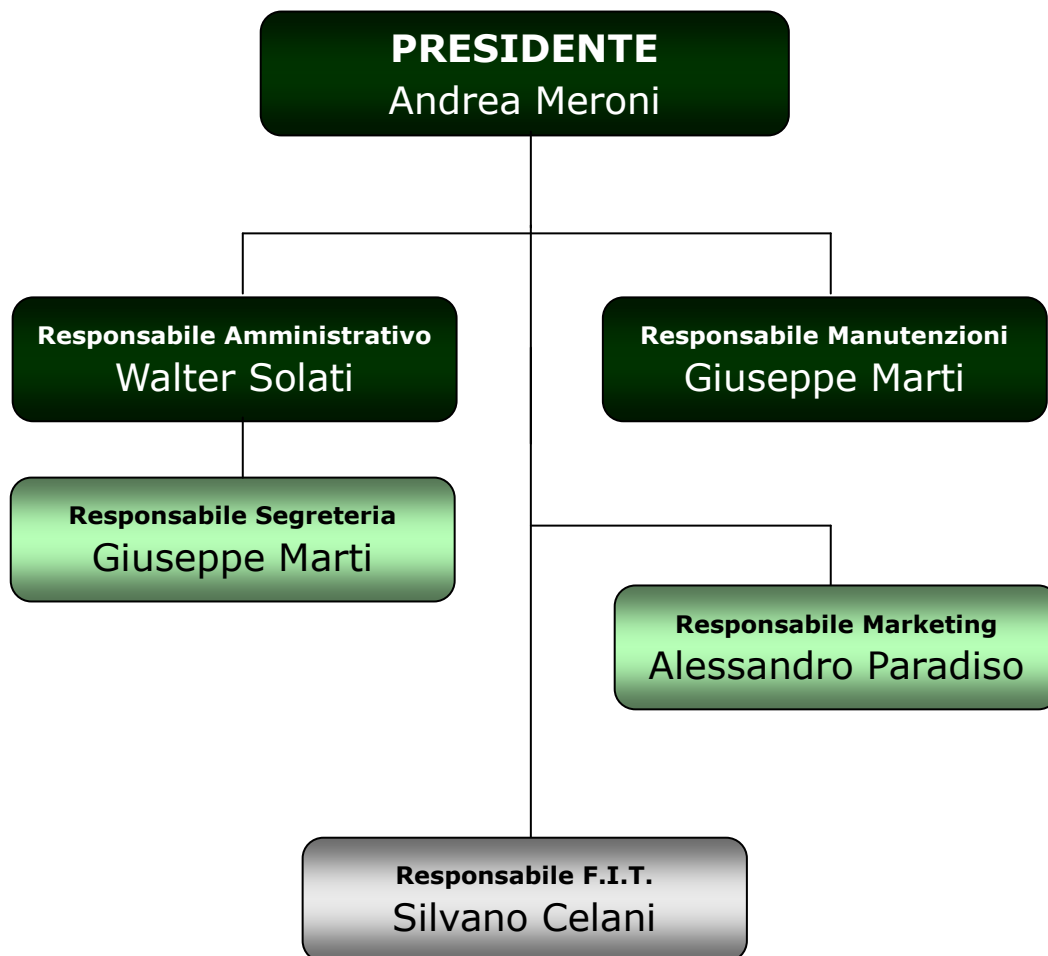 PRESIDENTE
Andrea Meroni
Responsabile Amministrativo
Walter Solati
Responsabile Manutenzioni
Giuseppe Marti
Responsabile Segreteria
Giuseppe Marti
Responsabile Marketing
Alessandro Paradiso
Responsabile F.I.T.
Silvano Celani